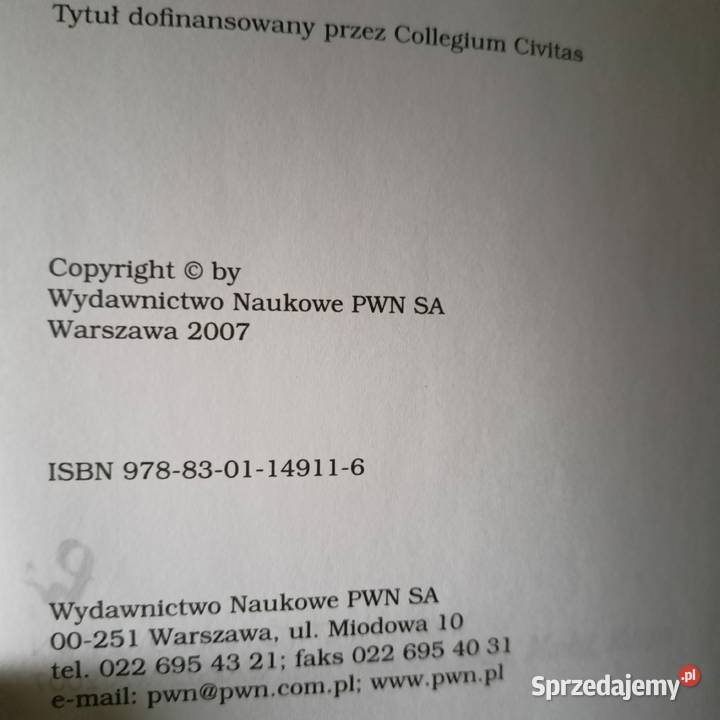 Tytuł dofinansowany przez Collegium Civitas
Copyright © by
Wydawnictwo Naukowe PWN SA
Warszawa 2007
ISBN 978-83-01-14911-6
Wydawnictwo Naukowe PWN SA
00-251 Warszawa, ul. Miodowa 10
tel. 022 695 43 21; faks 022 695 40 31
e-mail: pwn@pwn.com.pl; www.pwn.pl
Sprzedajemy.pl